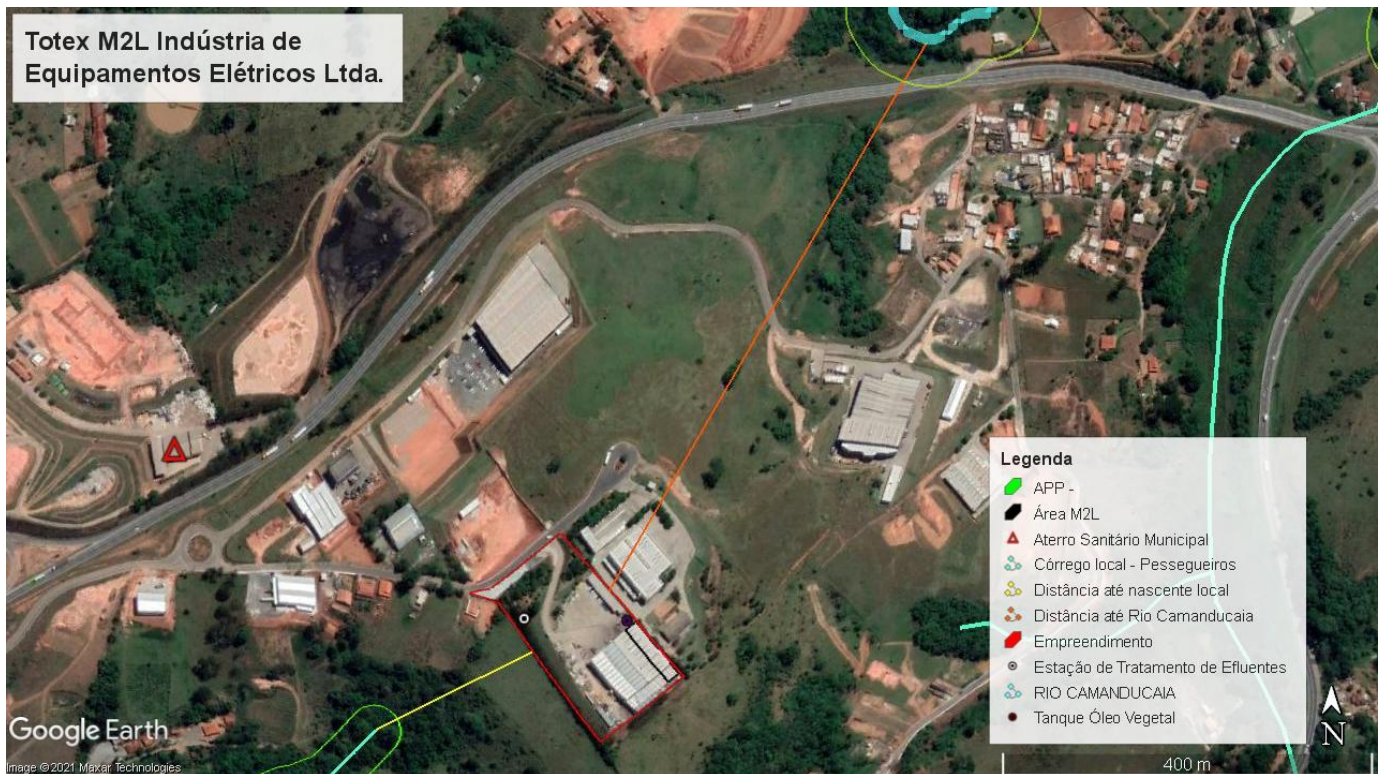 Totex M2L Indústria de
Equipamentos Elétricos Ltda.
Legenda
APP -
Área M2L
Aterro Sanitário Municipal
Córrego local - Pessegueiros
Distância até nascente local
Distância até Rio Camanducaia
Empreendimento
Estação de Tratamento de Efluentes
RIO CAMANDUCAIA
Tanque Óleo Vegetal
N
400 m
Google Earth
Image © 2021 Maxar Technologies